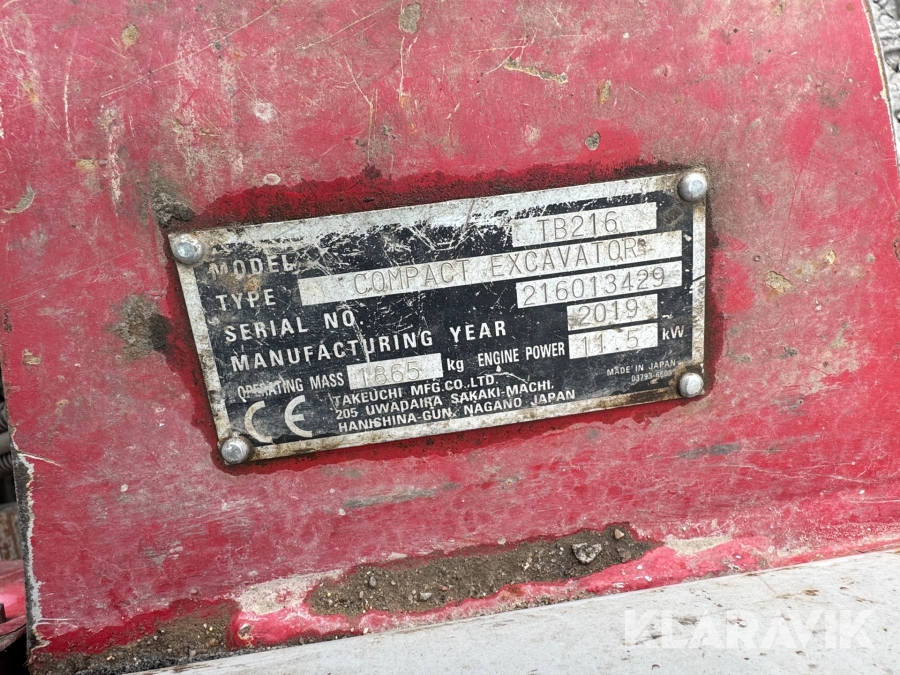 MODEL TB216
TYPE COMPACT EXCAVATOR
SERIAL NO 216013429
MANUFACTURING YEAR 2019
OPERATING MASS 1865 kg ENGINE POWER 11.5 kW
CE
TAKEUCHI MFG.CO.LTD.
205 UWADAIRA SAKAKI-MACHI.
HANISHINA-GUN, NAGANO JAPAN
MADE IN JAPAN
KLARAVIK